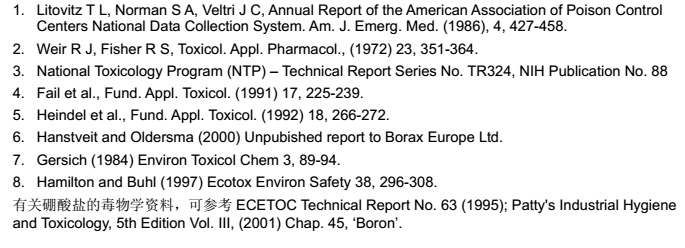 1. Litovitz T L, Norman S A, Veltri J C, Annual Report of the American Association of Poison Control
Centers National Data Collection System. Am. J. Emerg. Med. (1986), 4, 427-458.
2. Weir R J, Fisher R S, Toxicol. Appl. Pharmacol., (1972) 23, 351-364.
3. National Toxicology Program (NTP) – Technical Report Series No. TR324, NIH Publication No. 88
4. Fail et al., Fund. Appl. Toxicol. (1991) 17, 225-239.
5. Heindel et al., Fund. Appl. Toxicol. (1992) 18, 266-272.
6. Hanstveit and Oldersma (2000) Unpubished report to Borax Europe Ltd.
7. Gersich (1984) Environ Toxicol Chem 3, 89-94.
8. Hamilton and Buhl (1997) Ecotox Environ Safety 38, 296-308.
有关硼酸盐的毒物学资料，可参考 ECETOC Technical Report No. 63 (1995); Patty's Industrial Hygiene
and Toxicology, 5th Edition Vol. III, (2001) Chap. 45, ‘Boron’.